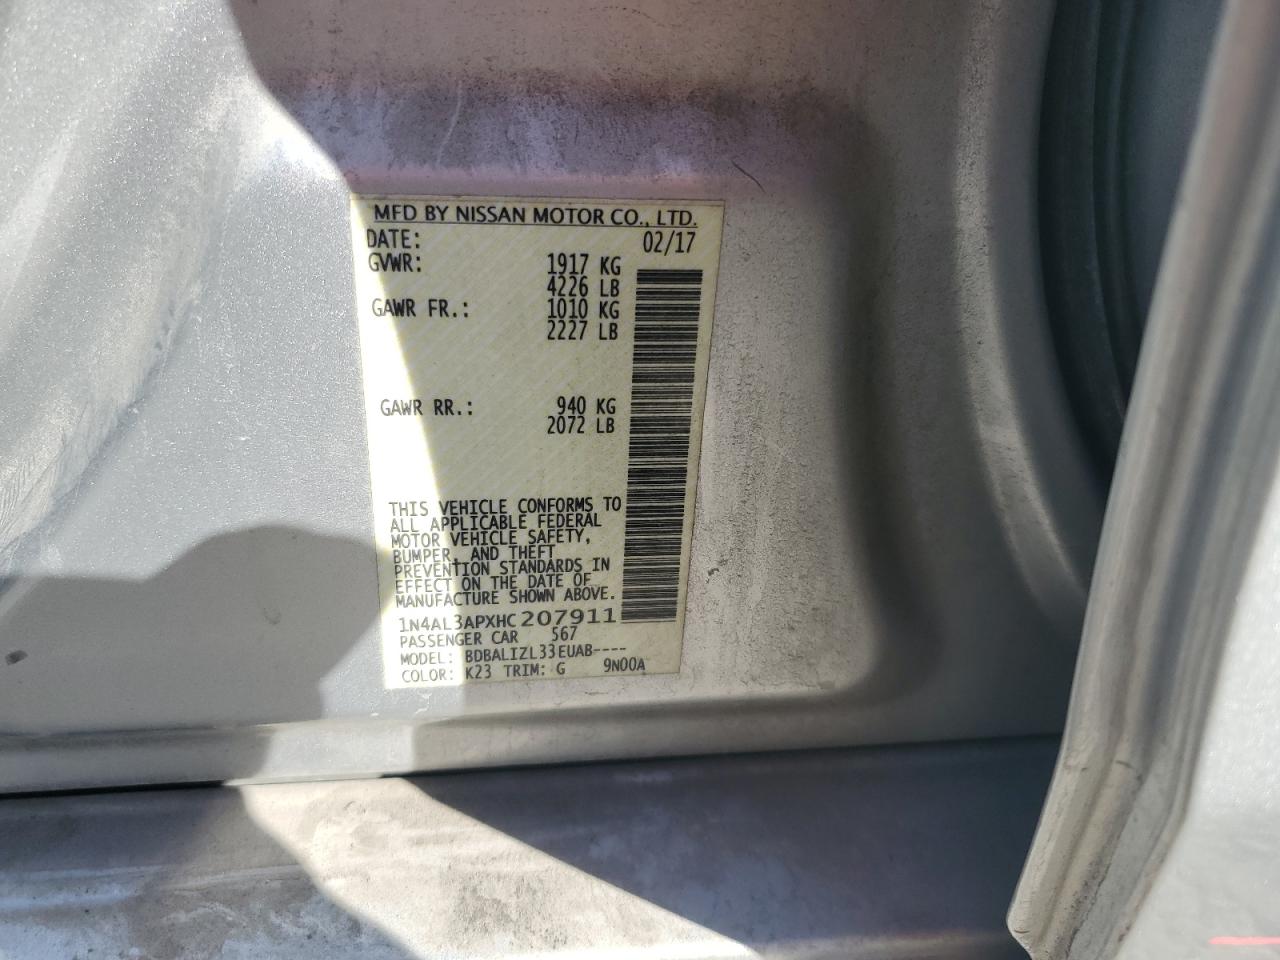 MFD BY NISSAN MOTOR CO., LTD.
DATE: 02/17
GVWR: 1917 KG
4226 LB
GAWR FR.: 1010 KG
2227 LB
GAWR RR.: 940 KG
2072 LB
THIS VEHICLE CONFORMS TO
ALL APPLICABLE FEDERAL
MOTOR VEHICLE SAFETY,
BUMPER, AND THEFT
PREVENTION STANDARDS IN
EFFECT ON THE DATE OF
MANUFACTURE SHOWN ABOVE.
1N4AL3APXHC207911
PASSENGER CAR 567
MODEL: BDBALIZL33EUAB----
COLOR: K23 TRIM: G 9N00A